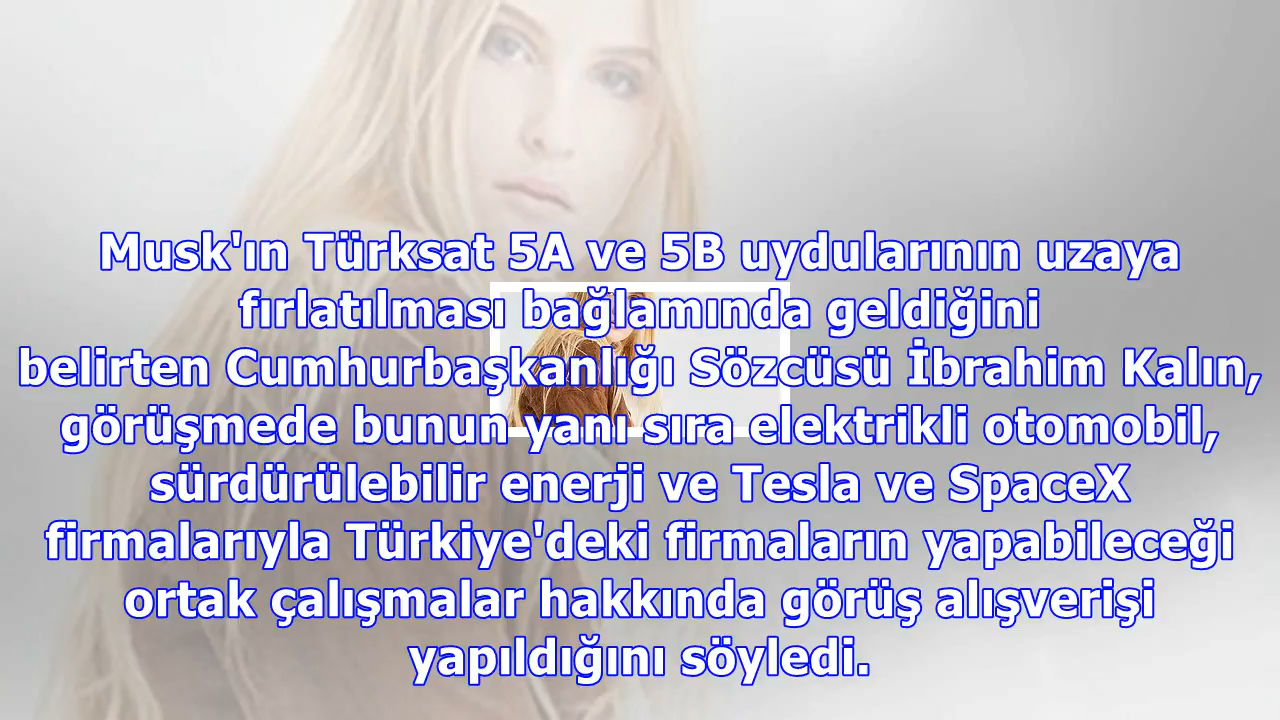 Musk'ın Türksat 5A ve 5B uydularının uzaya
fırlatılması bağlamında geldiğini
belirten Cumhurbaşkanlığı Sözcüsü İbrahim Kalın,
görüşmede bunun yanı sıra elektrikli otomobil,
sürdürülebilir enerji ve Tesla ve SpaceX
firmalarıyla Türkiye'deki firmaların yapabileceği
ortak çalışmalar hakkında görüş alışverişi
yapıldığını söyledi.